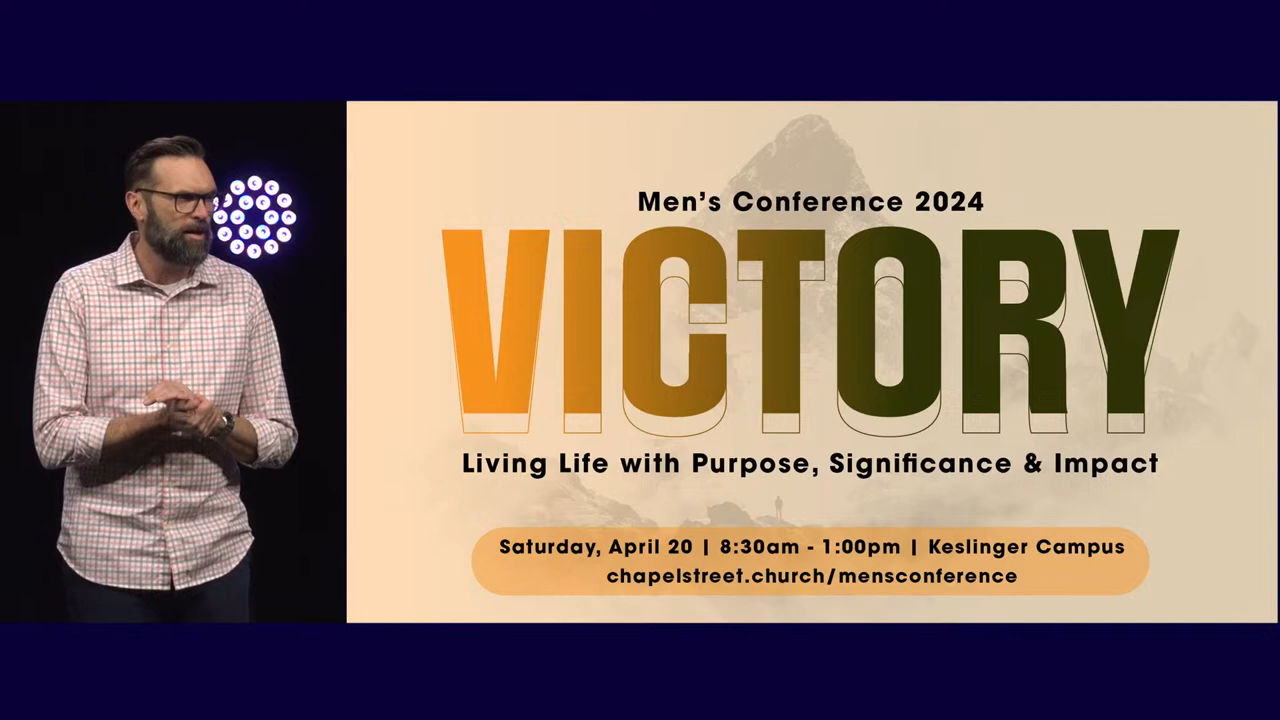 Men's Conference 2024
VICTORY
Living Life with Purpose, Significance & Impact
Saturday, April 20 | 8:30am - 1:00pm | Keslinger Campus
chapelstreet.church/mensconference